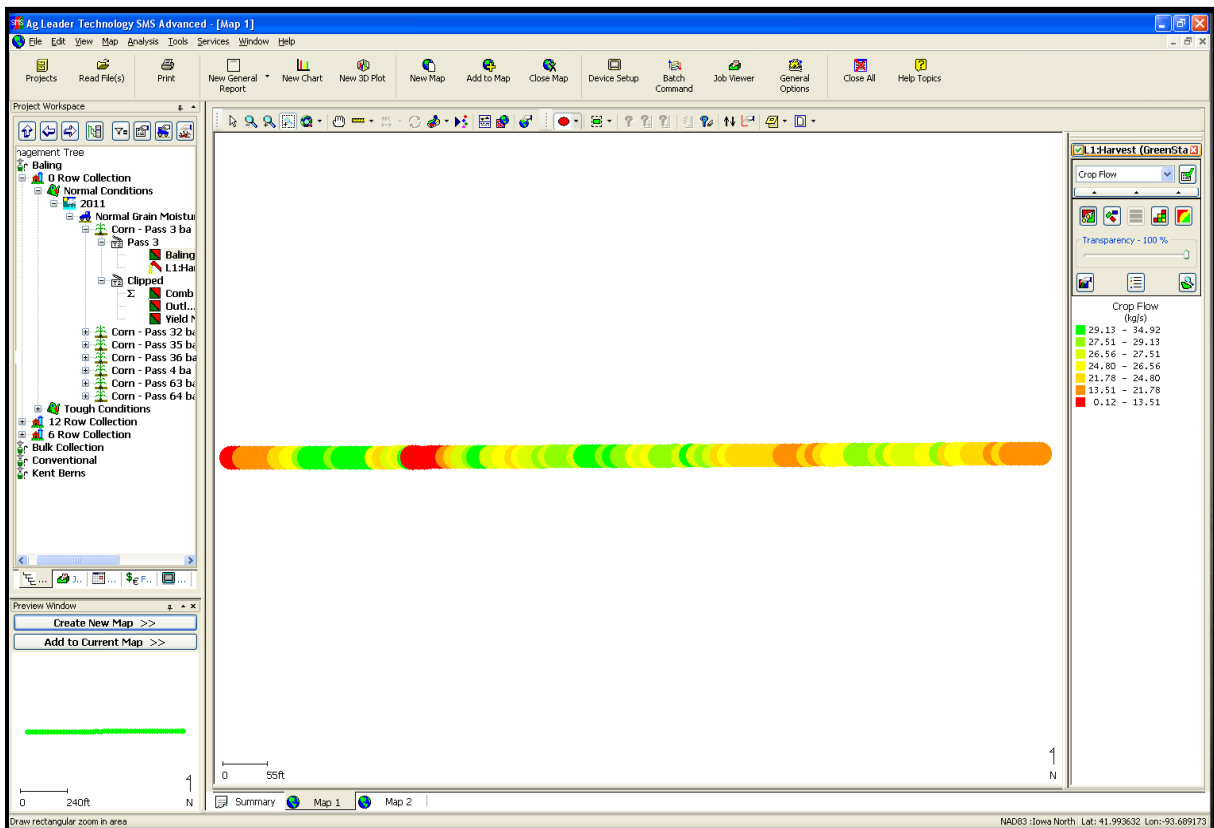 Ag Leader Technology SMS Advanced - [Map 1]
File Edit View Map Analysis Tools Services Window Help
Projects Read File(s) Print New General Report New Chart New 3D Plot New Map Add to Map Close Map Device Setup Batch Command Job Viewer General Options Close All Help Topics
Project Workspace
nagement Tree
Baling
0 Row Collection
Normal Conditions
2011
Normal Grain Moistu
Corn - Pass 3 ba
Pass 3
Baling
L1:Ha
Clipped
Σ Comb
Outl...
Yield M
Corn - Pass 32 ba
Corn - Pass 35 ba
Corn - Pass 36 ba
Corn - Pass 4 ba
Corn - Pass 63 ba
Corn - Pass 64 ba
Tough Conditions
12 Row Collection
6 Row Collection
Bulk Collection
Conventional
Kent Berns
... J.. ... $€F.. ...
Preview Window
Create New Map >>
Add to Current Map >>
0 240ft N
0 55ft N
L1:Harvest (GreenSta
Crop Flow
Transparency - 100 %
Crop Flow
(kg/s)
29.13 - 34.92
27.51 - 29.13
26.56 - 27.51
24.80 - 26.56
21.78 - 24.80
13.51 - 21.78
0.12 - 13.51
Summary Map 1 Map 2
Draw rectangular zoom in area
NAD83 :Iowa North Lat: 41.993632 Lon:-93.689173